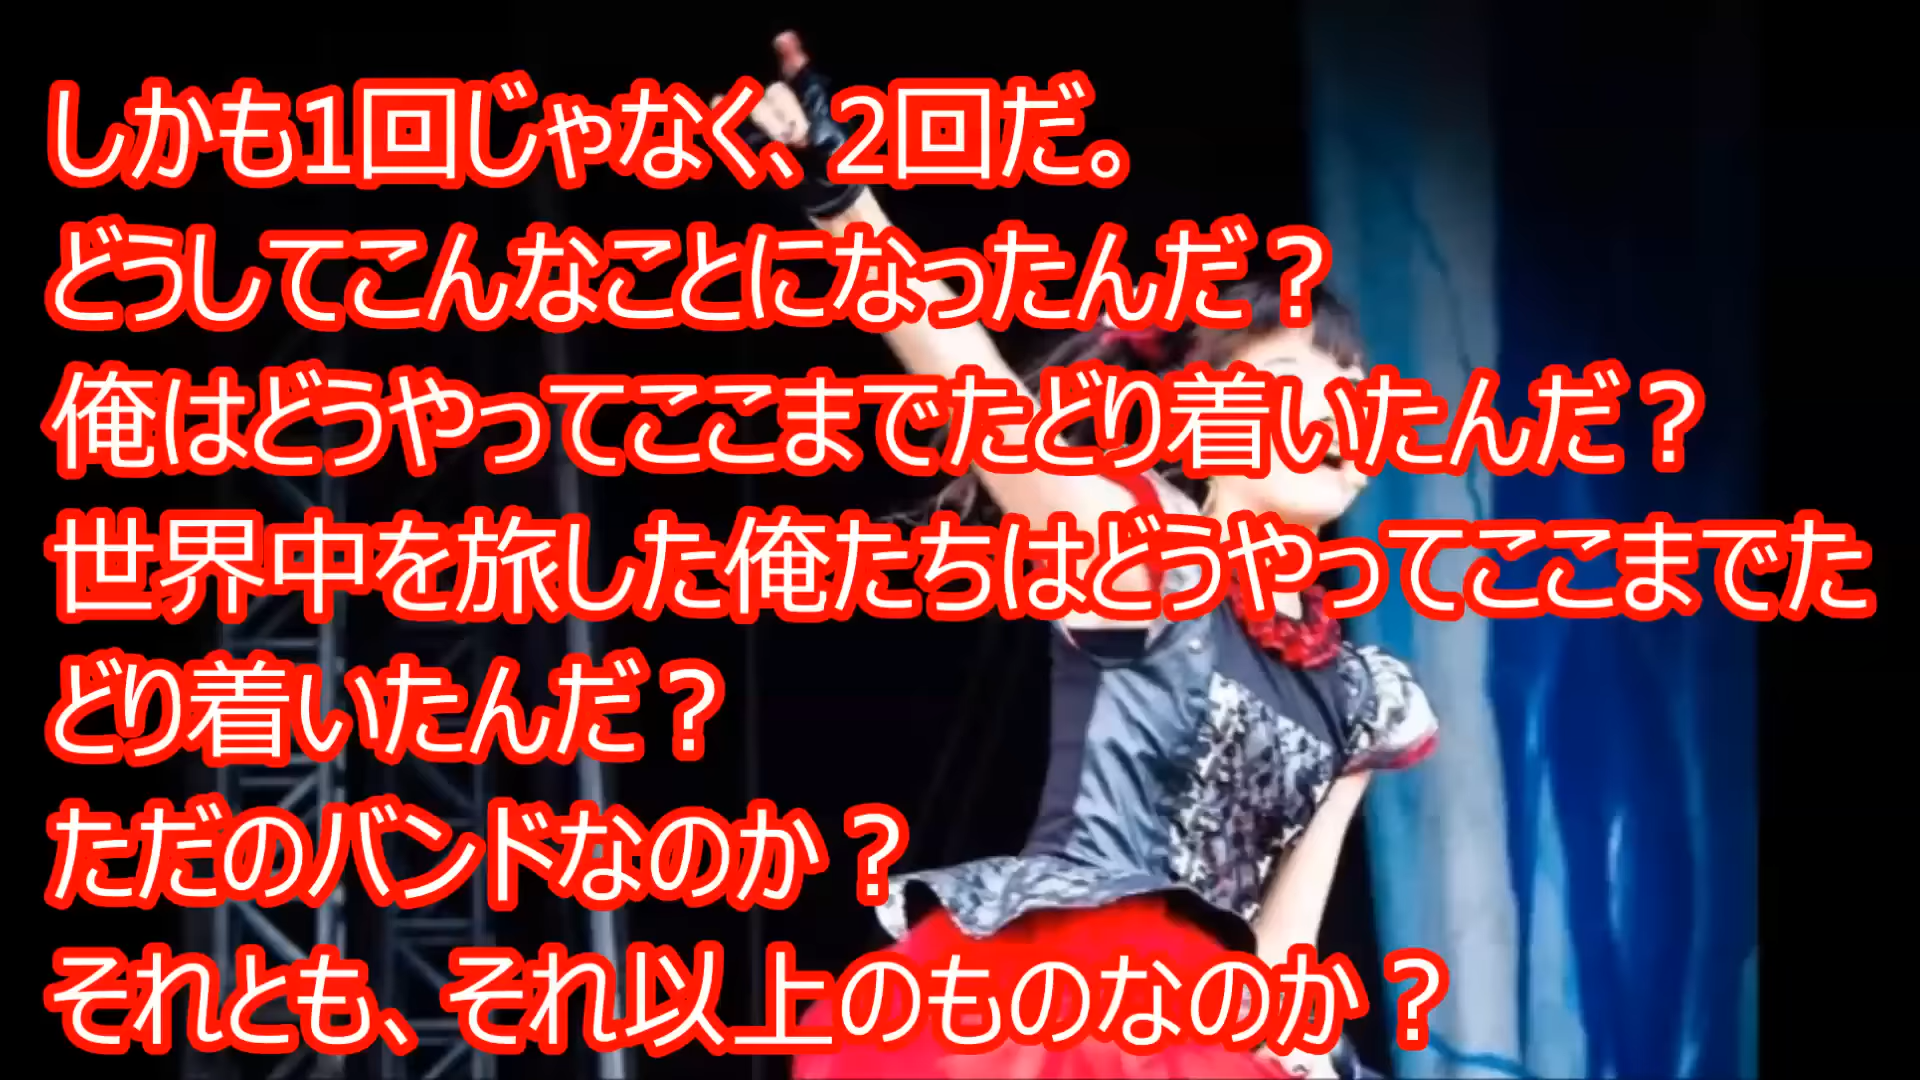 しかも1回じゃなく、2回だ。
どうしてこんなことになったんだ？
俺はどうやってここまでたどり着いたんだ？
世界中を旅した俺たちはどうやってここまでた
どり着いたんだ？
ただのバンドなのか？
それとも、それ以上のものなのか？